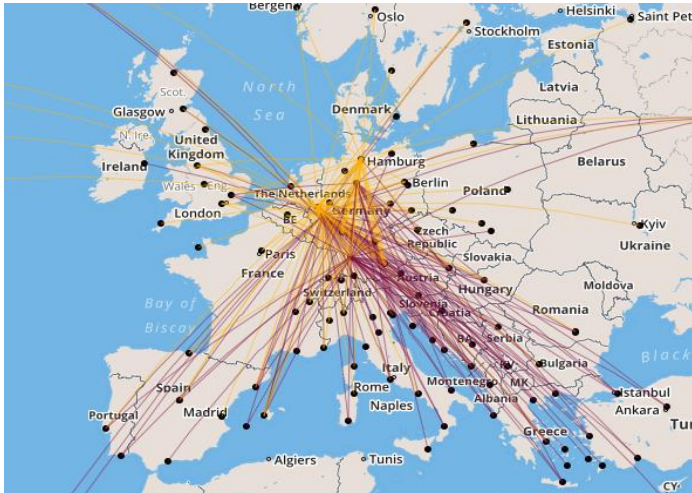 Bergen
Oslo
Helsinki
Saint Pet
Stockholm
Estonia
North
Sea
Scot.
Latvia
Denmark
Glasgow
Lithuania
N. Ire.
United
Kingdom
Ireland
Hamburg
Belarus
Wales
Eng.
The Netherlands
Berlin
Poland
London
Germany
BE
Kyiv
Czech
Republic
Ukraine
Paris
Slovakia
France
Austria
Moldova
Switzerland
Hungary
Slovenia
Croatia
Bay of
Biscay
Romania
BA
Serbia
Italy
KV
Bulgaria
Black
Spain
Rome
Montenegro
MK
Istanbul
Madrid
Albania
Ankara
Portugal
Naples
Tu
Greece
Algiers
Tunis
CY